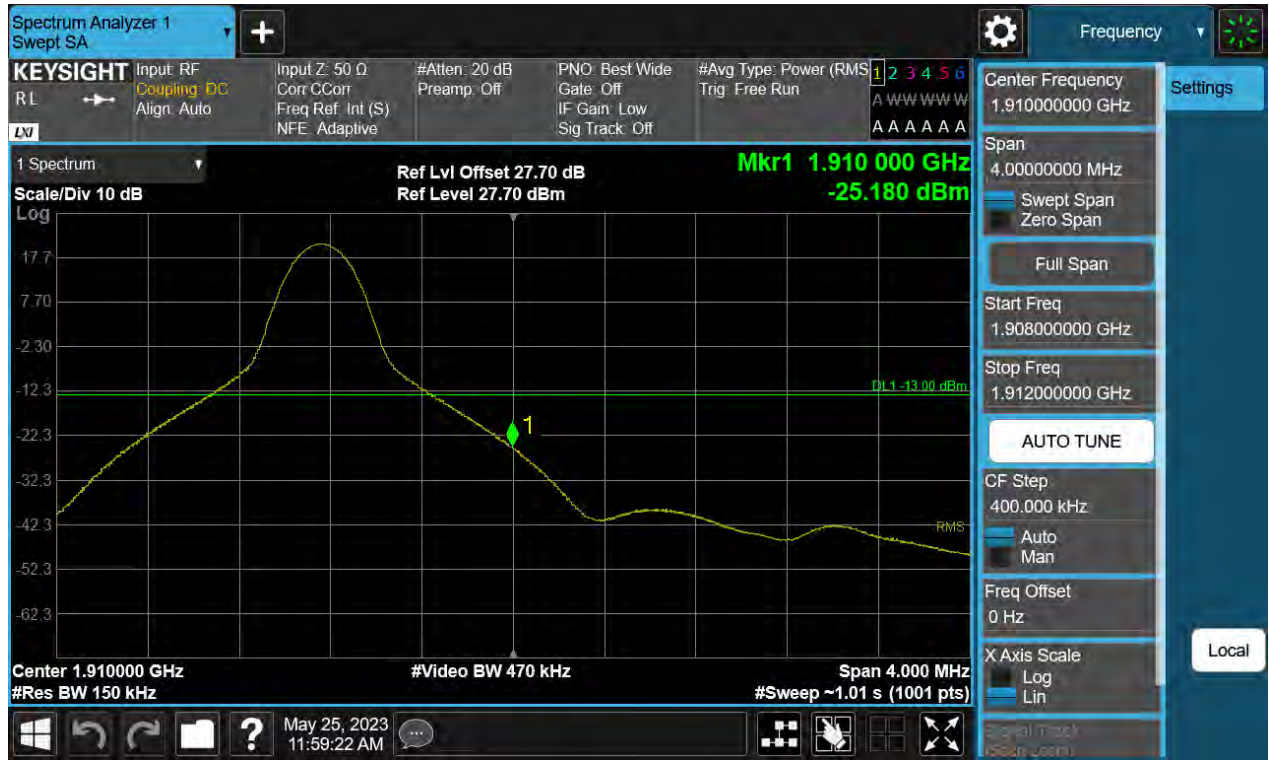 Spectrum Analyzer 1
Swept SA
Frequency
KEYSIGHT
RL
LXI
Input: RF
Coupling: DC
Align: Auto
Input Z: 50 Ω
Corr CCorr
Freq Ref: Int (S)
NFE: Adaptive
#Atten: 20 dB
Preamp: Off
PNO: Best Wide
Gate: Off
IF Gain: Low
Sig Track: Off
#Avg Type: Power (RMS
Trig: Free Run
1 2 3 4 5 6
A W W W W W
A A A A A A
1 Spectrum
Scale/Div 10 dB
Log
Ref Lvl Offset 27.70 dB
Ref Level 27.70 dBm
Mkr1 1.910 000 GHz
-25.180 dBm
17.7
7.70
-2.30
-12.3
-22.3
-32.3
-42.3
-52.3
-62.3
DL1 -13.00 dBm
1
RMS
Center 1.910000 GHz
#Res BW 150 kHz
#Video BW 470 kHz
Span 4.000 MHz
#Sweep ~1.01 s (1001 pts)
Center Frequency
1.910000000 GHz
Settings
Span
4.00000000 MHz
Swept Span
Zero Span
Full Span
Start Freq
1.908000000 GHz
Stop Freq
1.912000000 GHz
AUTO TUNE
CF Step
400.000 kHz
Auto
Man
Freq Offset
0 Hz
X Axis Scale
Log
Lin
Signal Track
(Span Zoom)
Local
?
May 25, 2023
11:59:22 AM